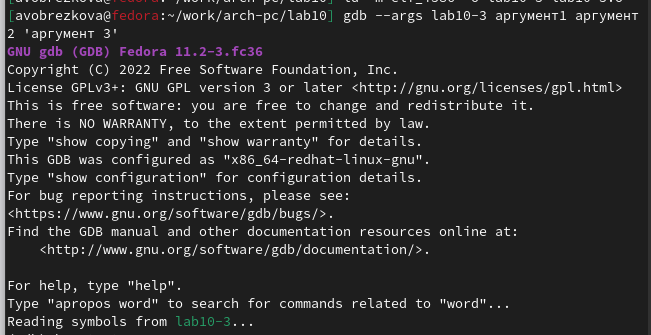 [avobrezkova@fedora:~/work/arch-pc/lab10] gdb --args lab10-3 аргумент1 аргумент
2 'аргумент 3'
GNU gdb (GDB) Fedora 11.2-3.fc36
Copyright (C) 2022 Free Software Foundation, Inc.
License GPLv3+: GNU GPL version 3 or later <http://gnu.org/licenses/gpl.html>
This is free software: you are free to change and redistribute it.
There is NO WARRANTY, to the extent permitted by law.
Type "show copying" and "show warranty" for details.
This GDB was configured as "x86_64-redhat-linux-gnu".
Type "show configuration" for configuration details.
For bug reporting instructions, please see:
<https://www.gnu.org/software/gdb/bugs/>.
Find the GDB manual and other documentation resources online at:
    <http://www.gnu.org/software/gdb/documentation/>.

For help, type "help".
Type "apropos word" to search for commands related to "word"...
Reading symbols from lab10-3...